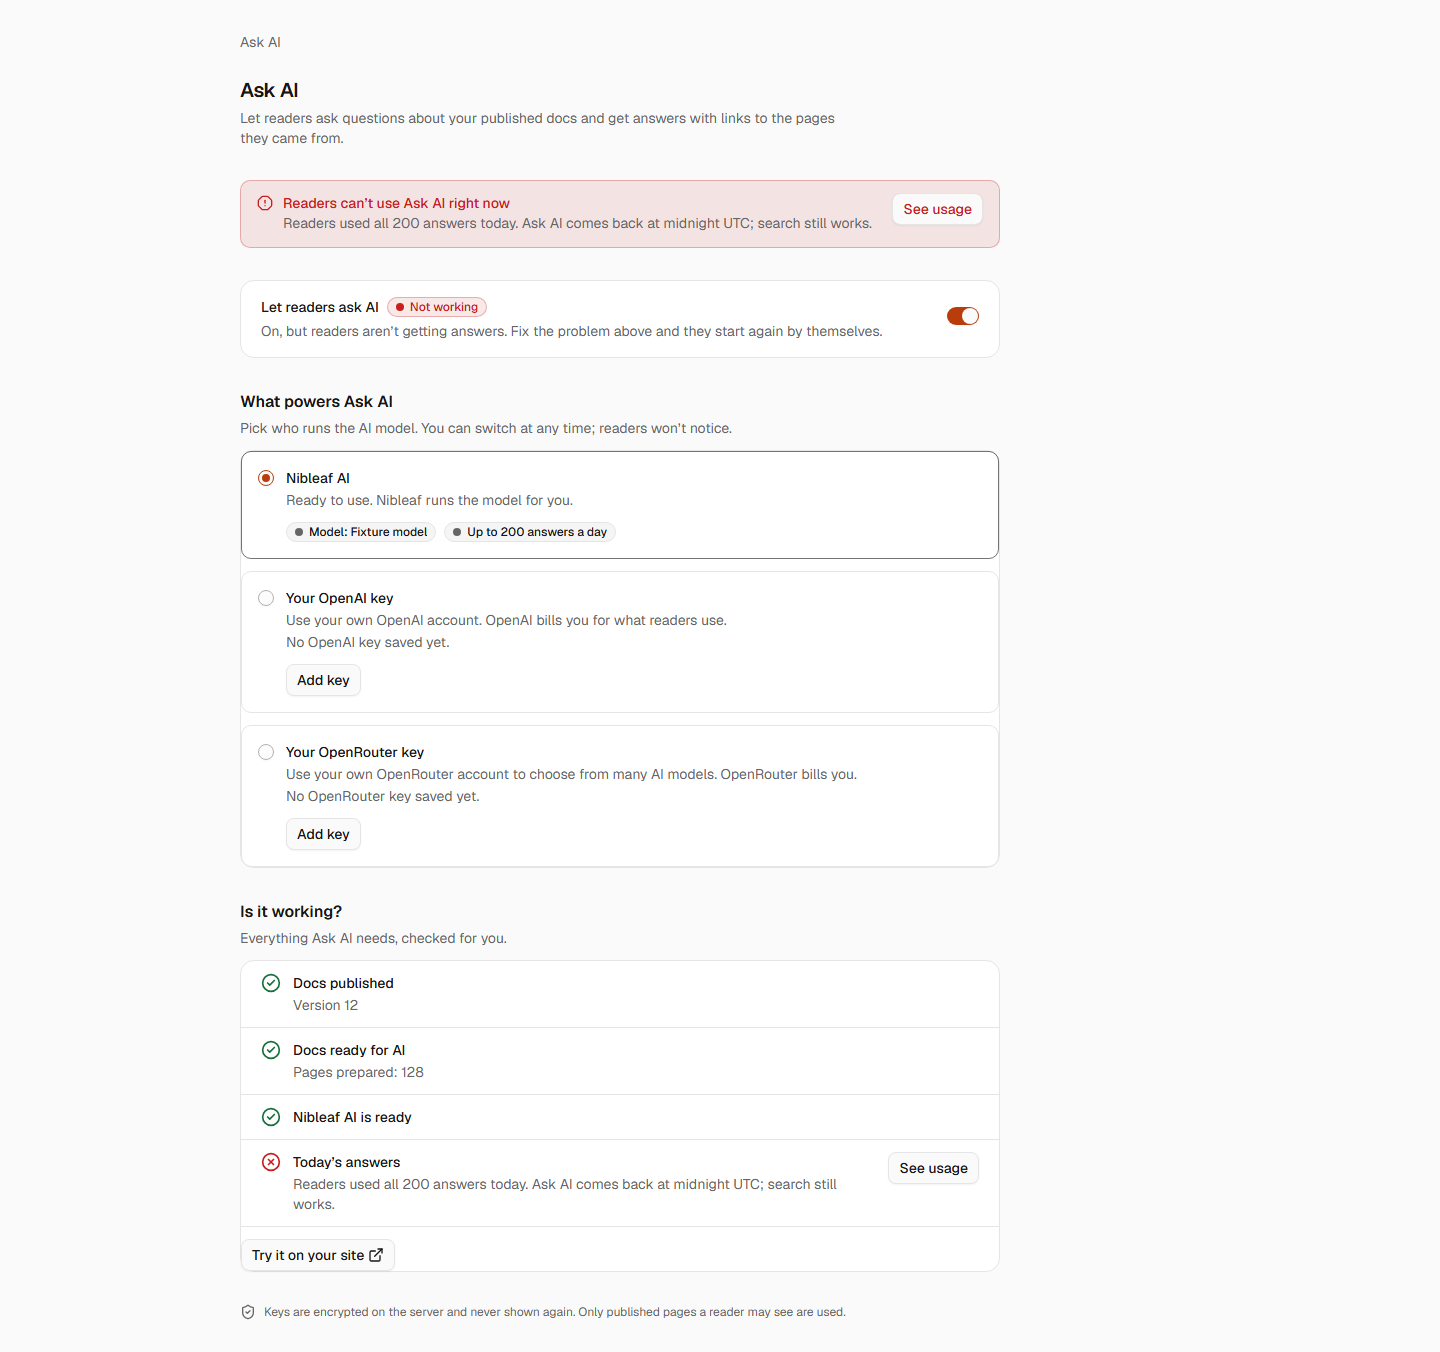 Ask AI
Ask AI
Let readers ask questions about your published docs and get answers with links to the pages
they came from.
Readers can’t use Ask AI right now
Readers used all 200 answers today. Ask AI comes back at midnight UTC; search still works.
See usage
Let readers ask AI
Not working
On, but readers aren’t getting answers. Fix the problem above and they start again by themselves.
What powers Ask AI
Pick who runs the AI model. You can switch at any time; readers won’t notice.
Nibleaf AI
Ready to use. Nibleaf runs the model for you.
Model: Fixture model
Up to 200 answers a day
Your OpenAI key
Use your own OpenAI account. OpenAI bills you for what readers use.
No OpenAI key saved yet.
Add key
Your OpenRouter key
Use your own OpenRouter account to choose from many AI models. OpenRouter bills you.
No OpenRouter key saved yet.
Add key
Is it working?
Everything Ask AI needs, checked for you.
Docs published
Version 12
Docs ready for AI
Pages prepared: 128
Nibleaf AI is ready
Today’s answers
Readers used all 200 answers today. Ask AI comes back at midnight UTC; search still
works.
See usage
Try it on your site
Keys are encrypted on the server and never shown again. Only published pages a reader may see are used.